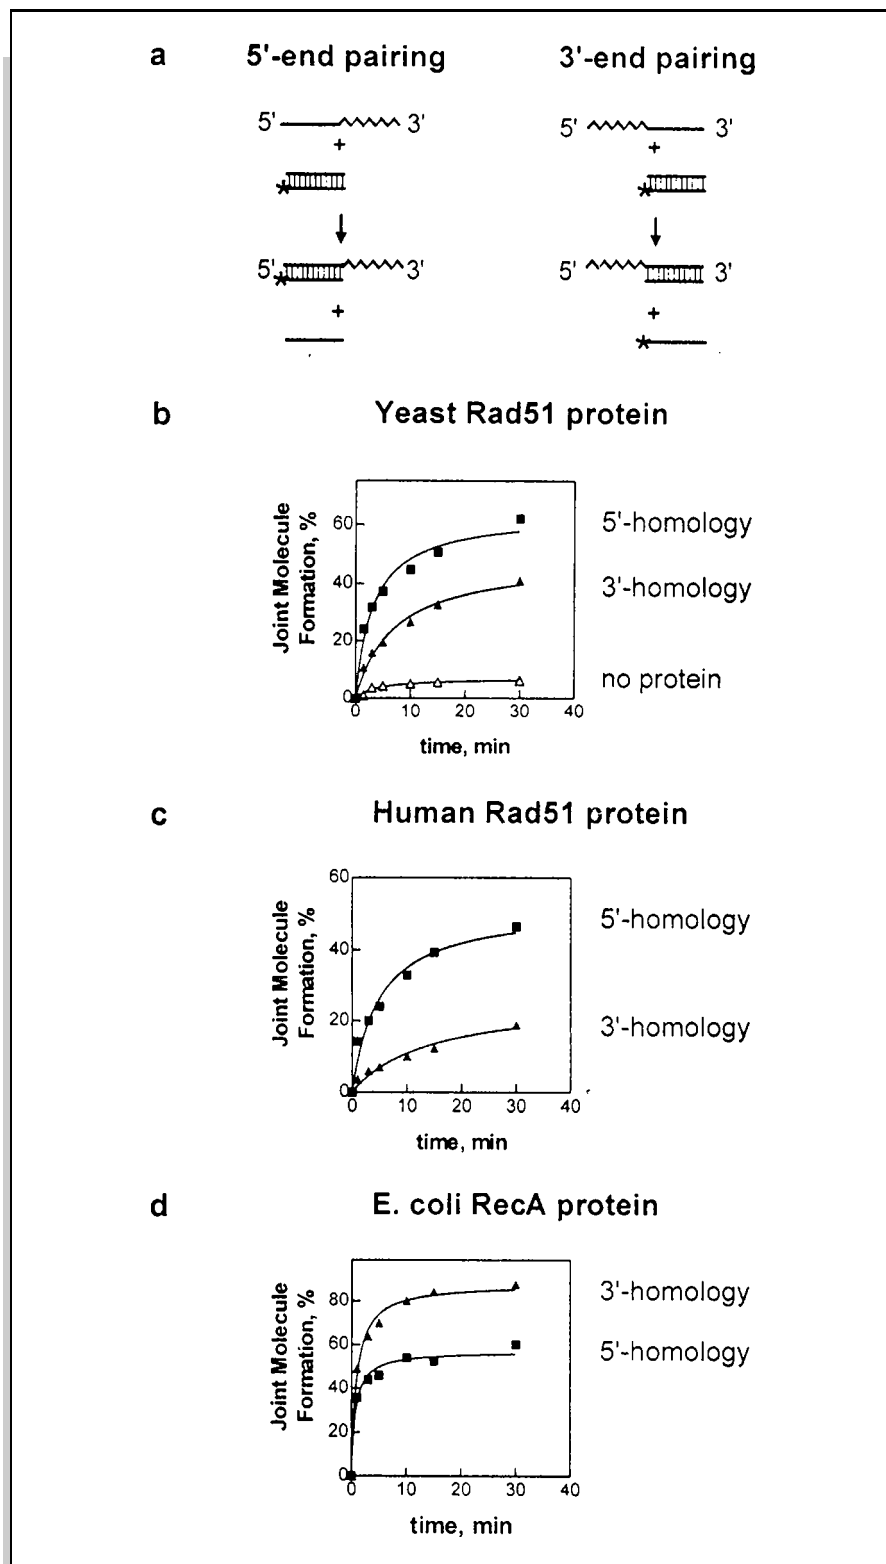 a 5'-end pairing 3'-end pairing
5' 3' 5' 3'
+ +
* *
5' 3' 5' 3'
*
+ +
*
b Yeast Rad51 protein
Joint Molecule
Formation, %
60
40
20
0
0 10 20 30 40
time, min
5'-homology
3'-homology
no protein
c Human Rad51 protein
Joint Molecule
Formation, %
60
40
20
0
0 10 20 30 40
time, min
5'-homology
3'-homology
d E. coli RecA protein
Joint Molecule
Formation, %
80
60
40
20
0
0 10 20 30 40
time, min
3'-homology
5'-homology